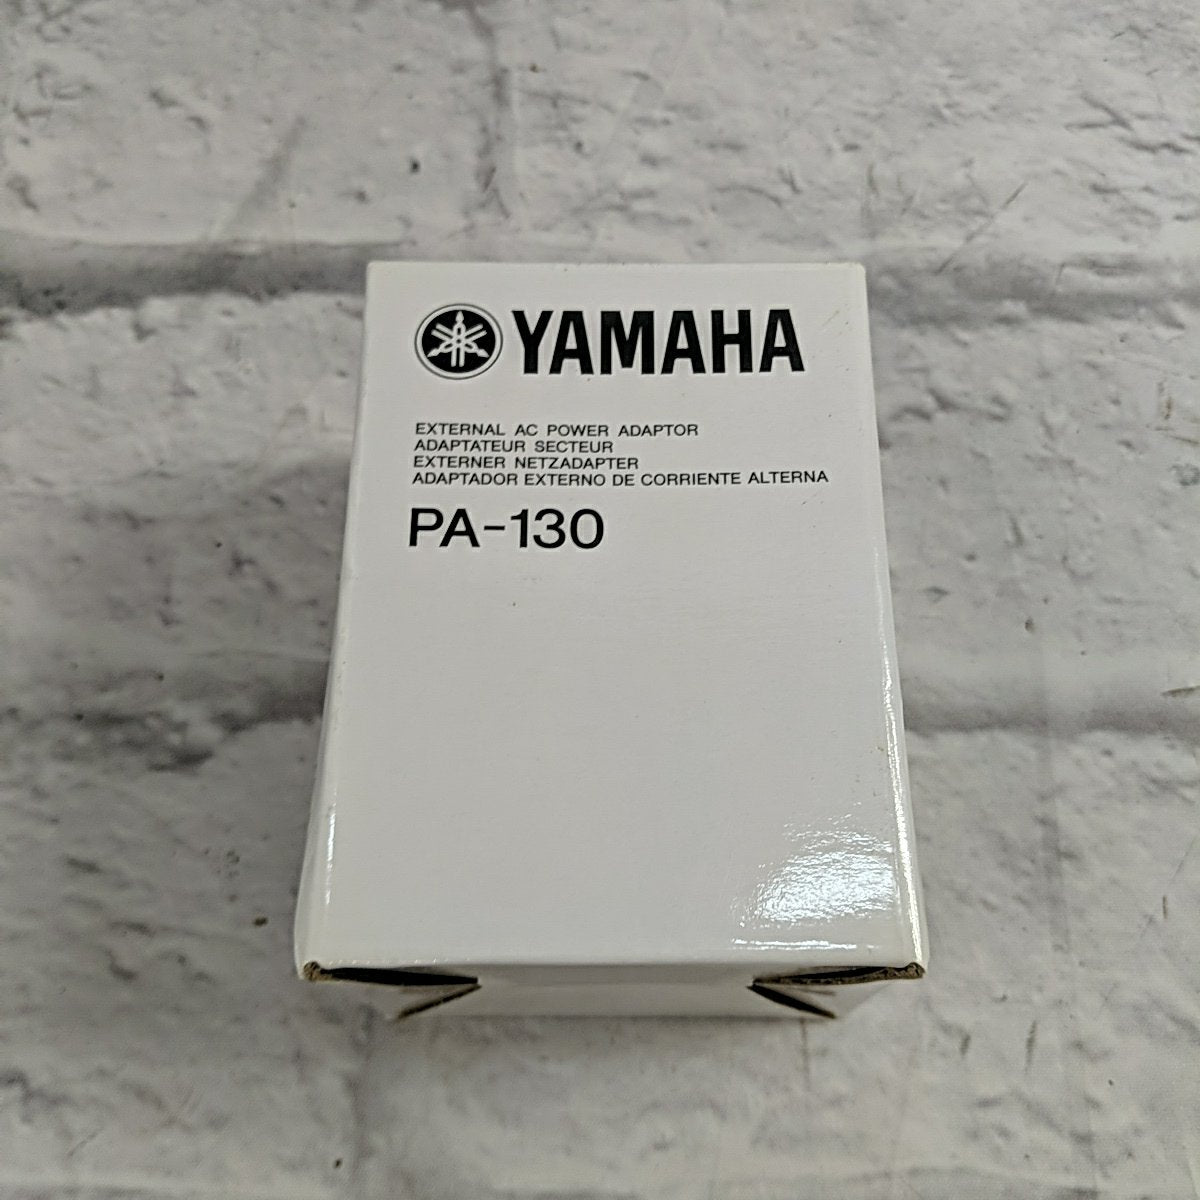 YAMAHA
EXTERNAL AC POWER ADAPTOR
ADAPTATEUR SECTEUR
EXTERNER NETZADAPTER
ADAPTADOR EXTERNO DE CORRIENTE ALTERNA
PA-130